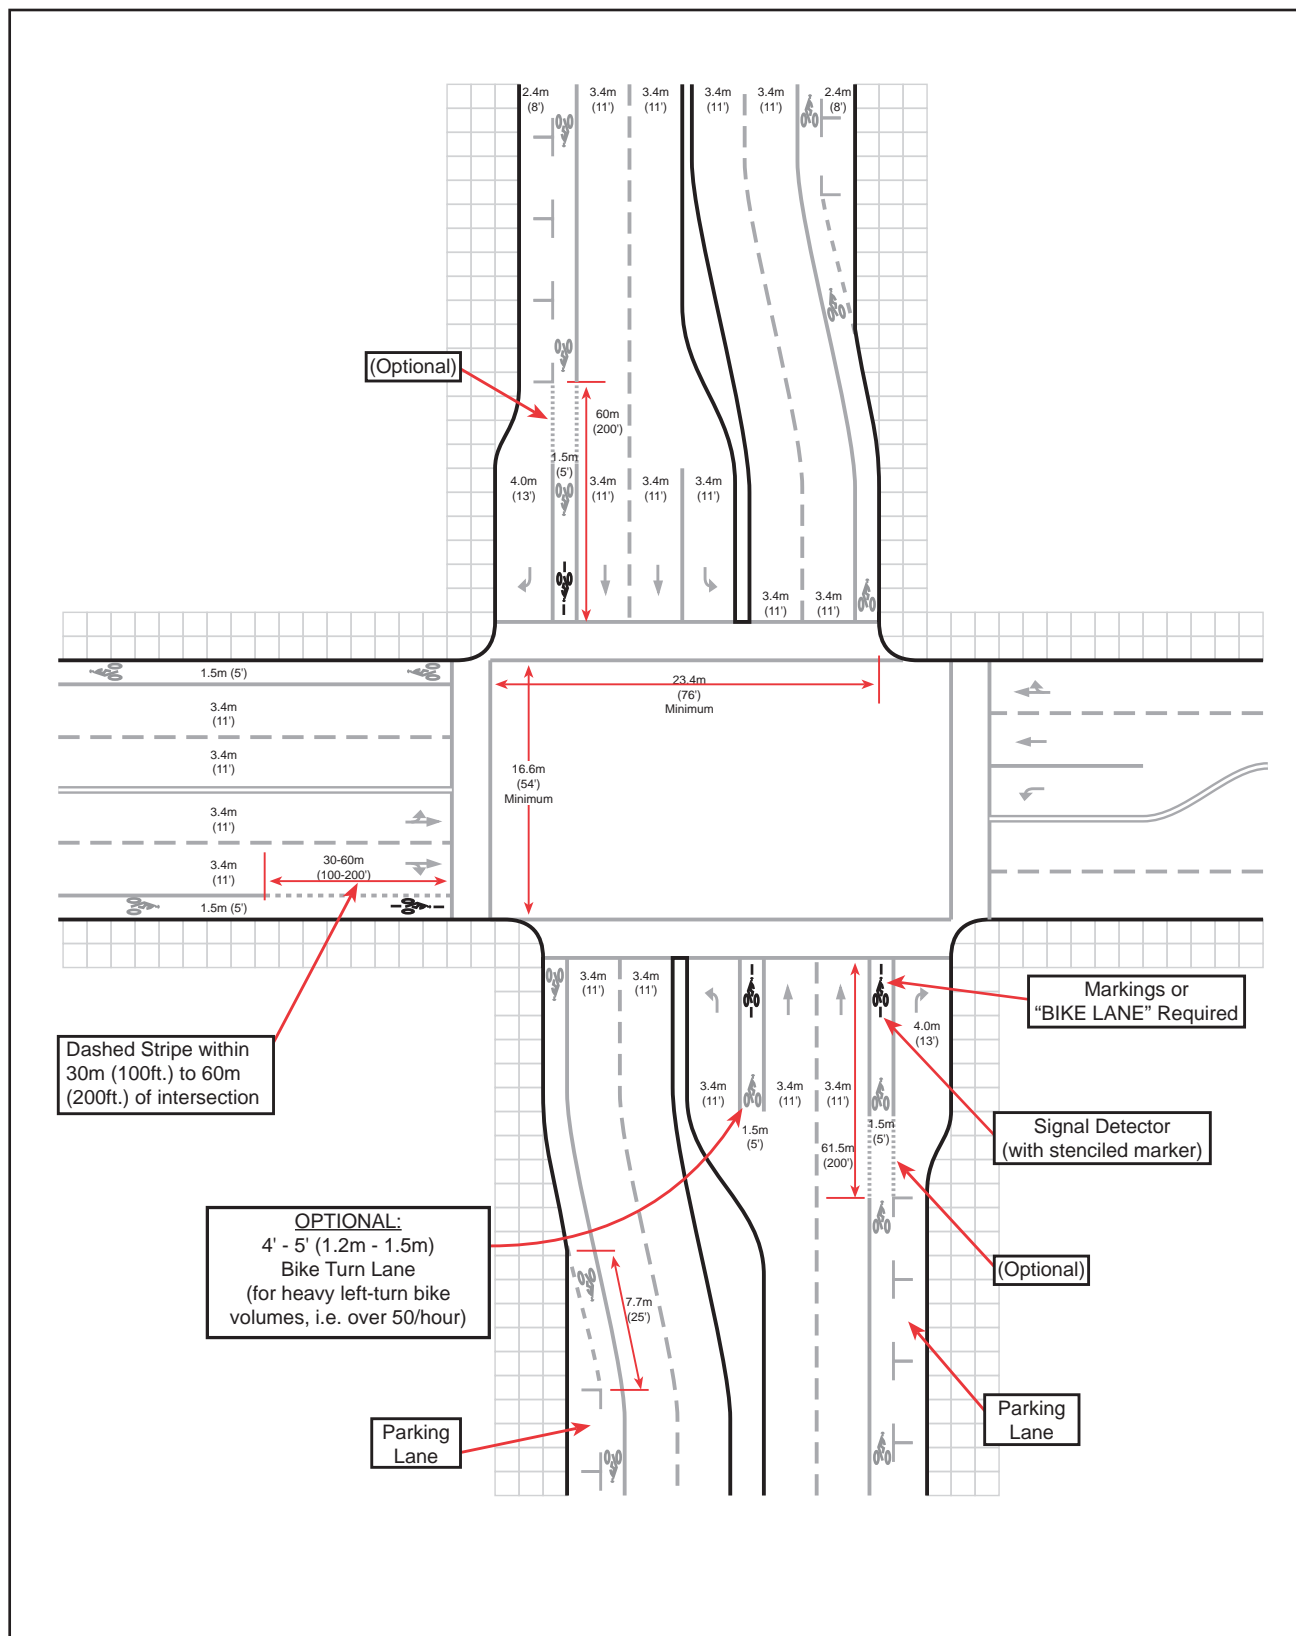 2.4m
(8')
3.4m
(11')
3.4m
(11')
3.4m
(11')
3.4m
(11')
2.4m
(8')
(Optional)
60m
(200')
1.5m
(5')
4.0m
(13')
3.4m
(11')
3.4m
(11')
3.4m
(11')
3.4m
(11')
3.4m
(11')
1.5m (5')
23.4m
(76')
Minimum
3.4m
(11')
3.4m
(11')
16.6m
(54')
Minimum
3.4m
(11')
3.4m
(11')
30-60m
(100-200')
1.5m (5')
3.4m
(11')
3.4m
(11')
Markings or
“BIKE LANE” Required
4.0m
(13')
Dashed Stripe within
30m (100ft.) to 60m
(200ft.) of intersection
3.4m
(11')
3.4m
(11')
3.4m
(11')
1.5m
(5')
1.5m
(5')
61.5m
(200')
Signal Detector
(with stenciled marker)
OPTIONAL:
4' - 5' (1.2m - 1.5m)
Bike Turn Lane
(for heavy left-turn bike
volumes, i.e. over 50/hour)
(Optional)
7.7m
(25')
Parking
Lane
Parking
Lane